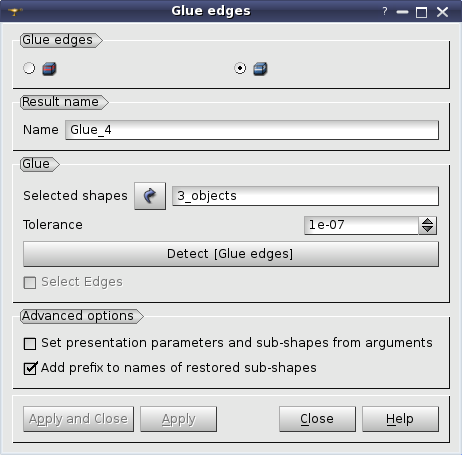 Glue edges
?
Glue edges
Result name
Name Glue_4
Glue
Selected shapes 3_objects
Tolerance 1e-07
Detect [Glue edges]
Select Edges
Advanced options
Set presentation parameters and sub-shapes from arguments
Add prefix to names of restored sub-shapes
Apply and Close Apply Close Help